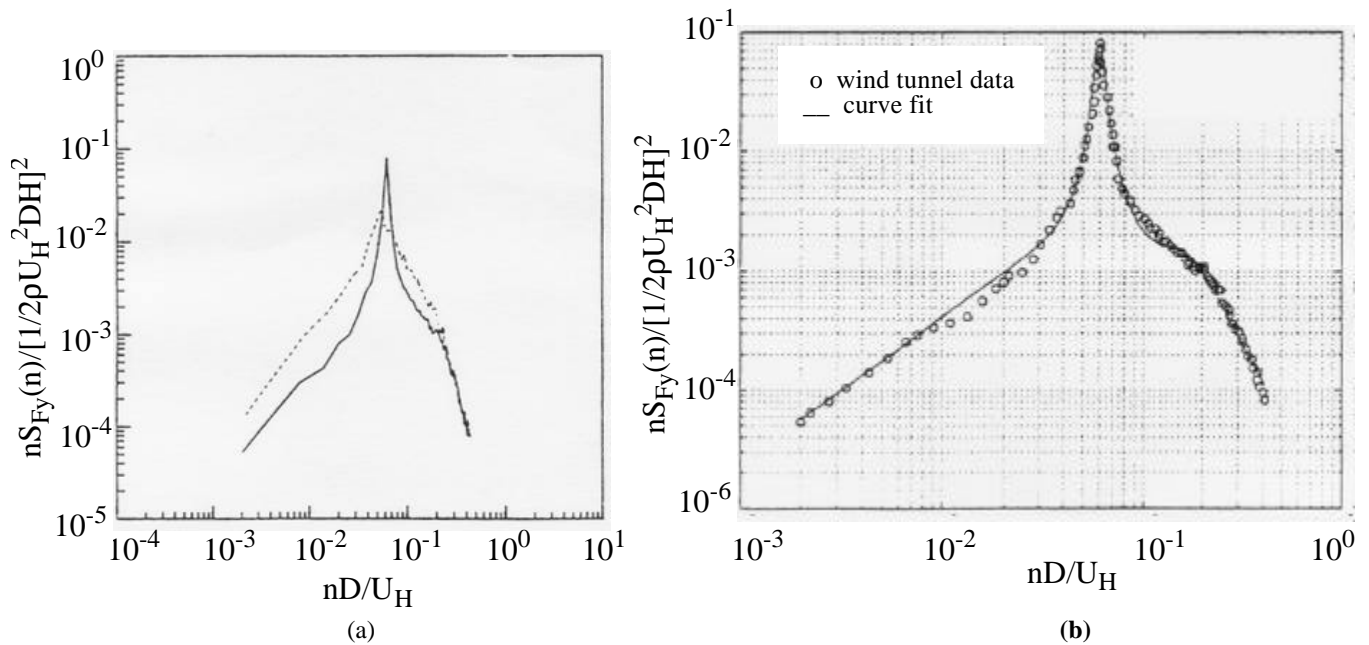 10^0
10^-1
10^-2
10^-3
10^-4
10^-5
nS_Fy(n)/[1/2ρU_H^2DH]^2
10^-4 10^-3 10^-2 10^-1 10^0 10^1
nD/U_H
(a)
10^-1
10^-2
10^-3
10^-4
10^-6
nS_Fy(n)/[1/2ρU_H^2DH]^2
o wind tunnel data
__ curve fit
10^-3 10^-2 10^-1 10^0
nD/U_H
(b)